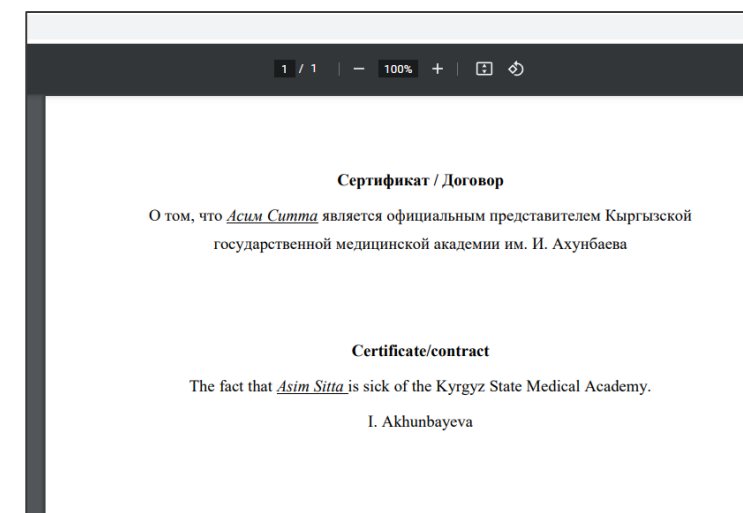 1 / 1 | — 100% + |
Сертификат / Договор
О том, что Асим Ситта является официальным представителем Кыргызской
государственной медицинской академии им. И. Ахунбаева
Certificate/contract
The fact that Asim Sitta is sick of the Kyrgyz State Medical Academy.
I. Akhunbayeva